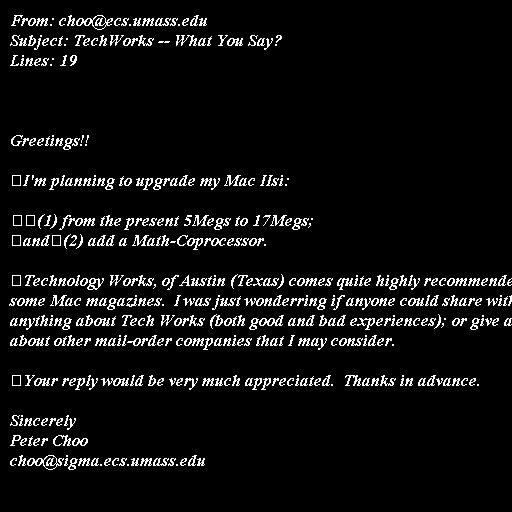 From: choo@ecs.umass.edu
Subject: TechWorks -- What You Say?
Lines: 19
Greetings!!
I'm planning to upgrade my Mac IIsi:
(1) from the present 5Megs to 17Megs;
and (2) add a Math-Coprocessor.
Technology Works, of Austin (Texas) comes quite highly recommende
some Mac magazines.  I was just wonderring if anyone could share with
anything about Tech Works (both good and bad experiences); or give a
about other mail-order companies that I may consider.
Your reply would be very much appreciated.  Thanks in advance.
Sincerely
Peter Choo
choo@sigma.ecs.umass.edu